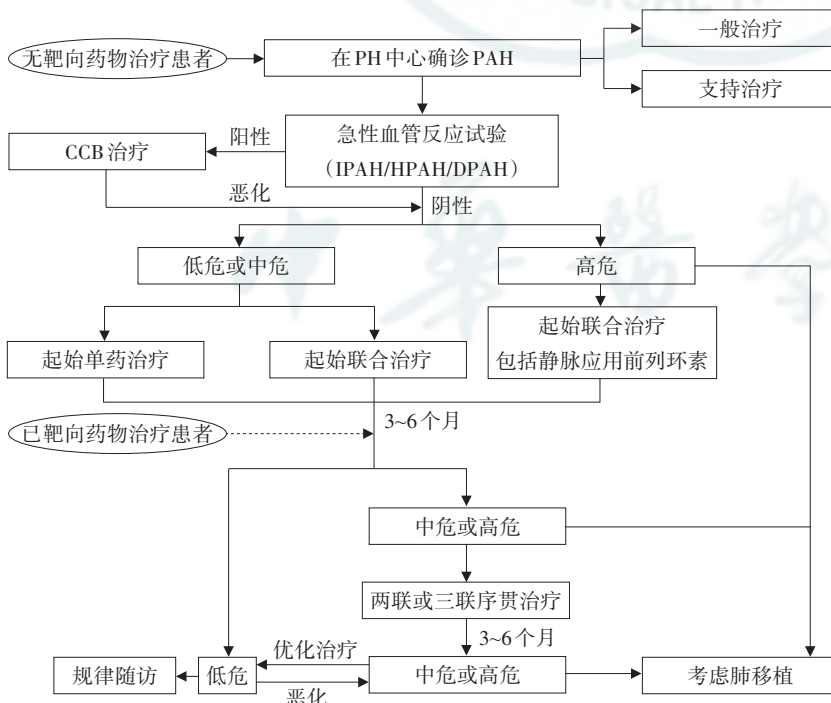 一般治疗
无靶向药物治疗患者
在PH中心确诊PAH
支持治疗
急性血管反应试验
（IPAH/HPAH/DPAH）
阳性
CCB治疗
恶化
阴性
低危或中危
高危
起始单药治疗
起始联合治疗
起始联合治疗
包括静脉应用前列环素
3~6个月
已靶向药物治疗患者
中危或高危
两联或三联序贯治疗
3~6个月
优化治疗
规律随访
低危
中危或高危
考虑肺移植
恶化
中华医学